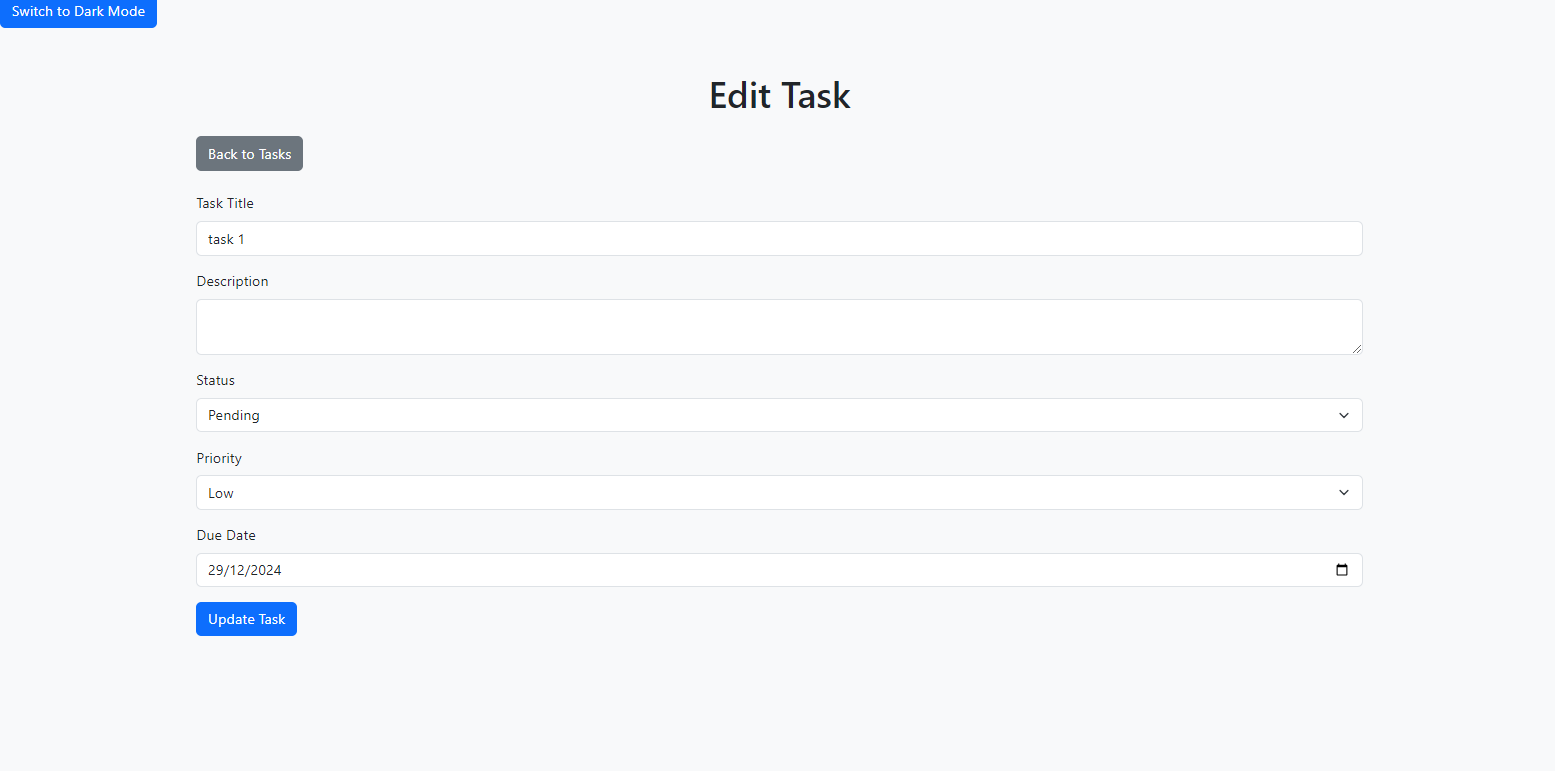 Switch to Dark Mode
Edit Task
Back to Tasks
Task Title
task 1
Description
Status
Pending
Priority
Low
Due Date
29/12/2024
Update Task